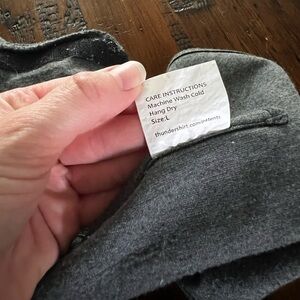 CARE INSTRUCTIONS
Machine Wash Cold
Hang Dry
Size:L
thundershirt.com/patents